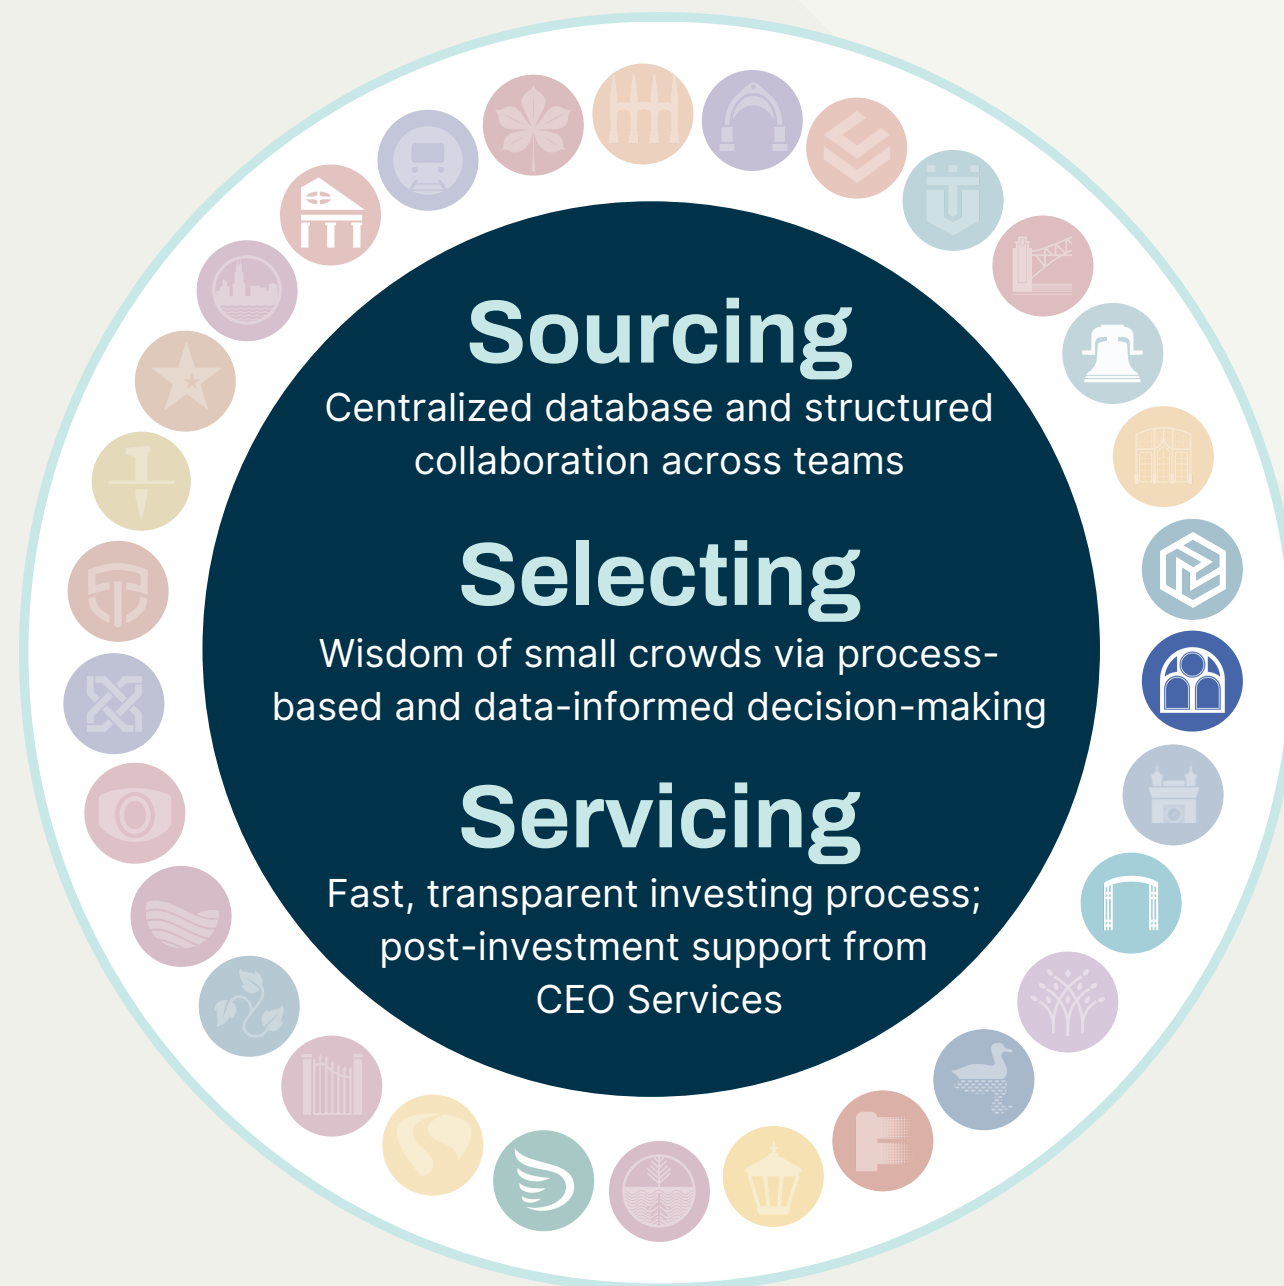 Sourcing
Centralized database and structured
collaboration across teams
Selecting
Wisdom of small crowds via process-
based and data-informed decision-making
Servicing
Fast, transparent investing process;
post-investment support from
CEO Services